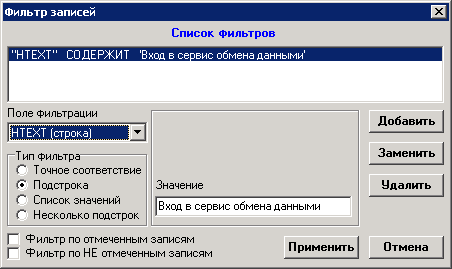 Фильтр записей
Список фильтров
"HTEXT" СОДЕРЖИТ 'Вход в сервис обмена данными'
Поле фильтрации
HTEXT (строка)
Добавить
Тип фильтра
Точное соответствие
Заменить
Подстрока
Значение
Удалить
Список значений
Вход в сервис обмена данными
Несколько подстрок
Фильтр по отмеченным записям
Фильтр по НЕ отмеченным записям
Применить
Отмена